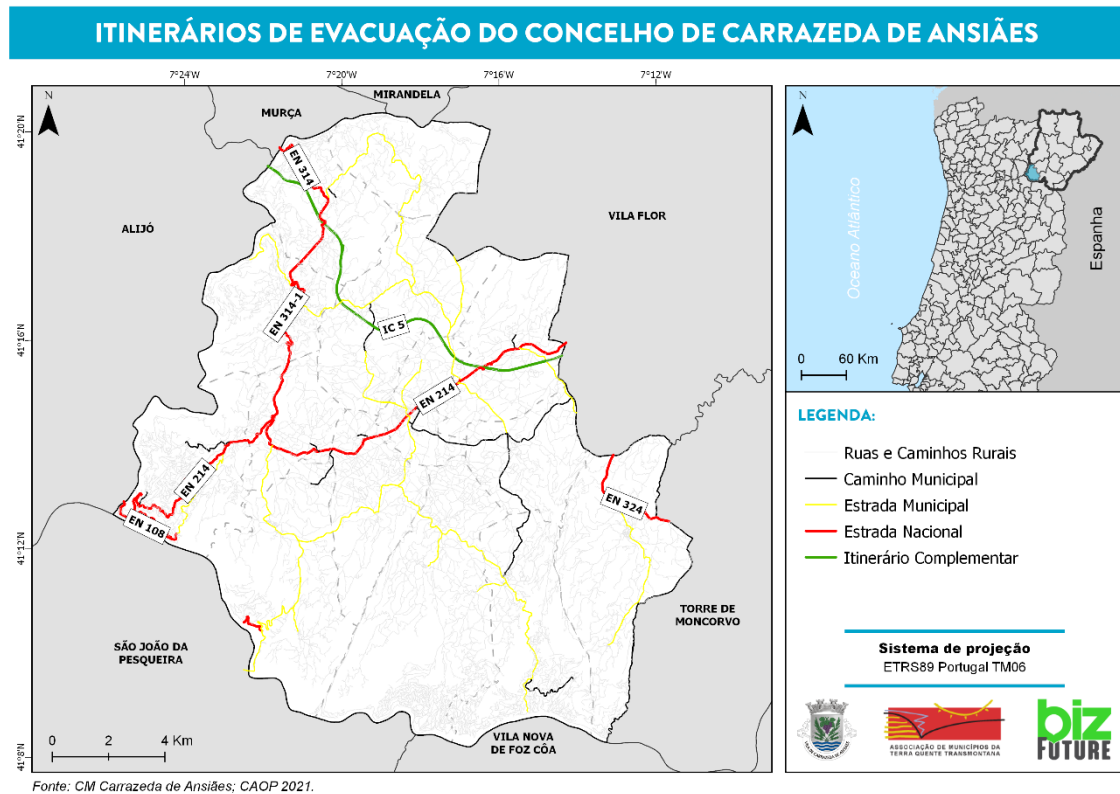 ITINERÁRIOS DE EVACUAÇÃO DO CONCELHO DE CARRAZEDA DE ANSIÃES
7°24'W
7°20'W
7°16'W
7°12'W
41°20'N
41°16'N
41°12'N
41°8'N
N
MIRANDELA
MURÇA
ALIJÓ
VILA FLOR
EN 314
EN 314-1
IC 5
EN 214
EN 214
EN 108
EN 324
TORRE DE
MONCORVO
SÃO JOÃO DA
PESQUEIRA
VILA NOVA
DE FOZ CÔA
0 2 4 Km
N
Oceano Atlântico
Espanha
0 60 Km
LEGENDA:
Ruas e Caminhos Rurais
Caminho Municipal
Estrada Municipal
Estrada Nacional
Itinerário Complementar
Sistema de projeção
ETRS89 Portugal TM06
ASSOCIAÇÃO DE MUNICÍPIOS DA
TERRA QUENTE TRANSMONTANA
biz
FUTURE
Fonte: CM Carrazeda de Ansiães; CAOP 2021.